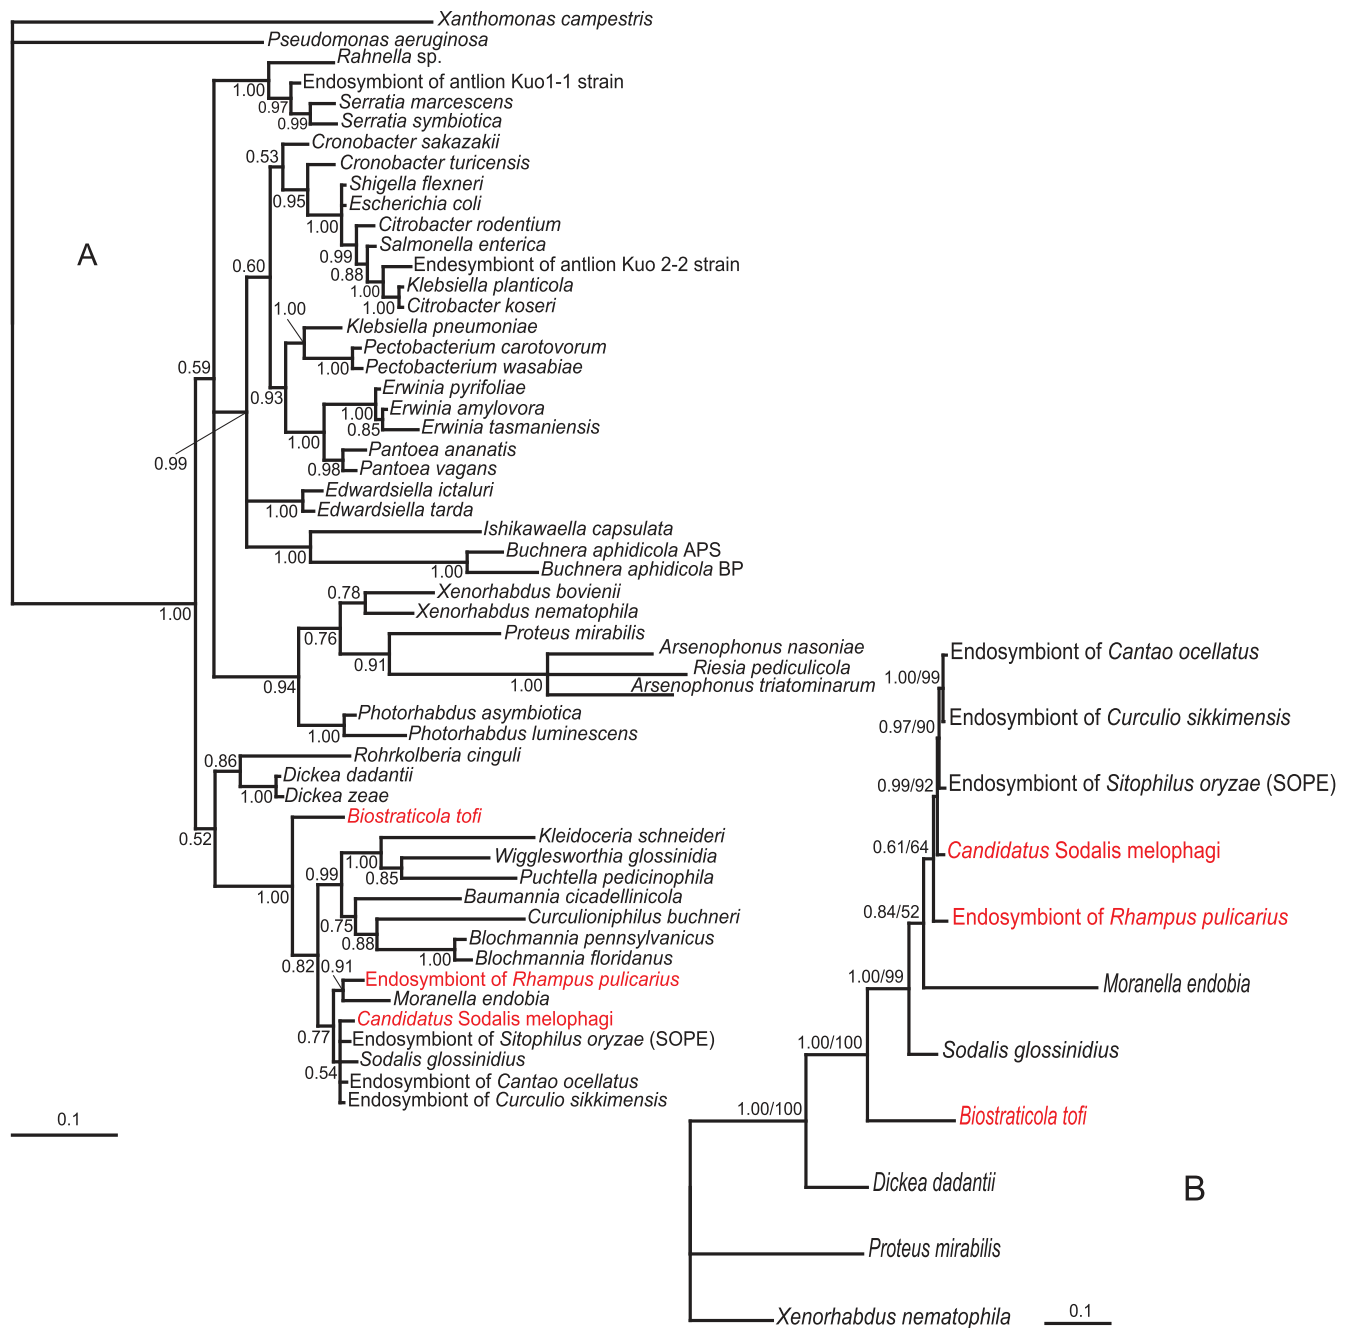 Xanthomonas campestris
Pseudomonas aeruginosa
Rahnella sp.
1.00
Endosymbiont of antlion Kuo1-1 strain
0.97
Serratia marcescens
0.99
Serratia symbiotica
Cronobacter sakazakii
0.53
Cronobacter turicensis
0.95
Shigella flexneri
Escherichia coli
1.00
Citrobacter rodentium
0.99
Salmonella enterica
0.88
Endesymbiont of antlion Kuo 2-2 strain
1.00
Klebsiella planticola
1.00
Citrobacter koseri
A
0.60
1.00
Klebsiella pneumoniae
Pectobacterium carotovorum
1.00
Pectobacterium wasabiae
0.59
0.93
Erwinia pyrifoliae
1.00
Erwinia amylovora
0.85
Erwinia tasmaniensis
1.00
Pantoea ananatis
0.98
Pantoea vagans
0.99
Edwardsiella ictaluri
1.00
Edwardsiella tarda
Ishikawaella capsulata
1.00
Buchnera aphidicola APS
1.00
Buchnera aphidicola BP
0.78
Xenorhabdus bovienii
Xenorhabdus nematophila
1.00
0.76
Proteus mirabilis
0.91
Arsenophonus nasoniae
Riesia pediculicola
1.00
Arsenophonus triatominarum
0.94
Photorhabdus asymbiotica
1.00
Photorhabdus luminescens
0.86
Rohrkolberia cinguli
Dickea dadantii
1.00
Dickea zeae
0.52
Biostraticola tofi
Kleidoceria schneideri
1.00
Wigglesworthia glossinidia
0.99
0.85
Puchtella pedicinophila
1.00
Baumannia cicadellinicola
0.75
Curculioniphilus buchneri
0.88
Blochmannia pennsylvanicus
1.00
Blochmannia floridanus
0.82
0.91
Endosymbiont of Rhampus pulicarius
Moranella endobia
Candidatus Sodalis melophagi
0.77
Endosymbiont of Sitophilus oryzae (SOPE)
Sodalis glossinidius
0.54
Endosymbiont of Cantao ocellatus
Endosymbiont of Curculio sikkimensis
0.1
Endosymbiont of Cantao ocellatus
1.00/99
Endosymbiont of Curculio sikkimensis
0.97/90
Endosymbiont of Sitophilus oryzae (SOPE)
0.99/92
Candidatus Sodalis melophagi
0.61/64
Endosymbiont of Rhampus pulicarius
0.84/52
Moranella endobia
1.00/99
Sodalis glossinidius
1.00/100
Biostraticola tofi
1.00/100
Dickea dadantii
B
Proteus mirabilis
Xenorhabdus nematophila
0.1